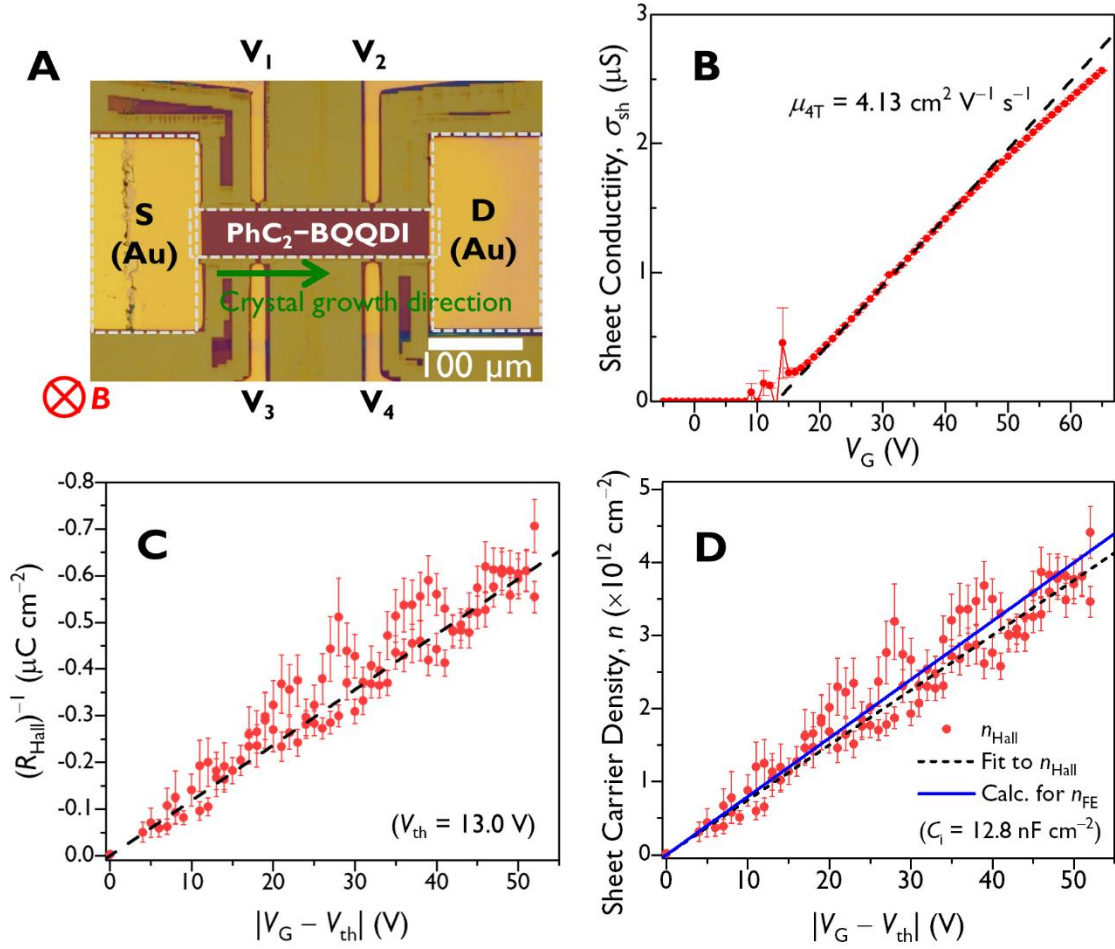 A
V₁
V₂
S
(Au)
PhC₂−BQQDI
D
(Au)
Crystal growth direction
100 μm
B
V₃
V₄
B
μ4T = 4.13 cm² V⁻¹ s⁻¹
Sheet Conductiity, σsh (μS)
3
2
1
0
0 10 20 30 40 50 60
VG (V)
C
(RHall)⁻¹ (μC cm⁻²)
-0.8
-0.7
-0.6
-0.5
-0.4
-0.3
-0.2
-0.1
0.0
(Vth = 13.0 V)
0 10 20 30 40 50
|VG − Vth| (V)
D
Sheet Carrier Density, n (×10¹² cm⁻²)
5
4
3
2
1
0
nHall
Fit to nHall
Calc. for nFE
(Ci = 12.8 nF cm⁻²)
0 10 20 30 40 50
|VG − Vth| (V)